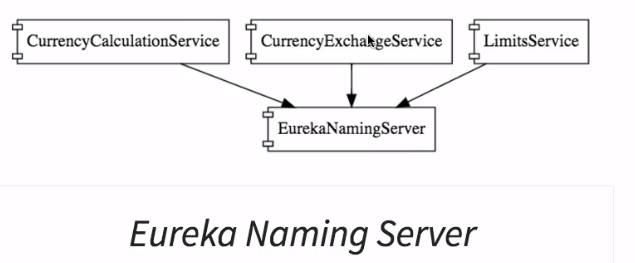 CurrencyCalculationService
CurrencyExchangeService
LimitsService
EurekaNamingServer
Eureka Naming Server